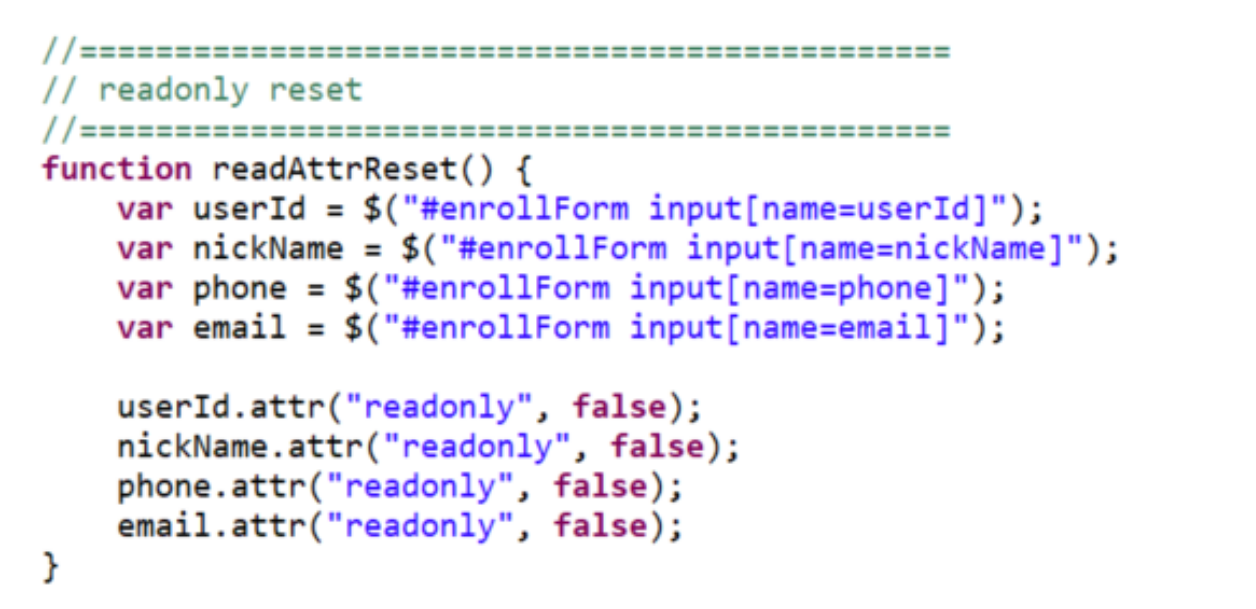 //==============================================
// readonly reset
//==============================================
function readAttrReset() {
    var userId = $("#enrollForm input[name=userId]");
    var nickName = $("#enrollForm input[name=nickName]");
    var phone = $("#enrollForm input[name=phone]");
    var email = $("#enrollForm input[name=email]");

    userId.attr("readonly", false);
    nickName.attr("readonly", false);
    phone.attr("readonly", false);
    email.attr("readonly", false);
}